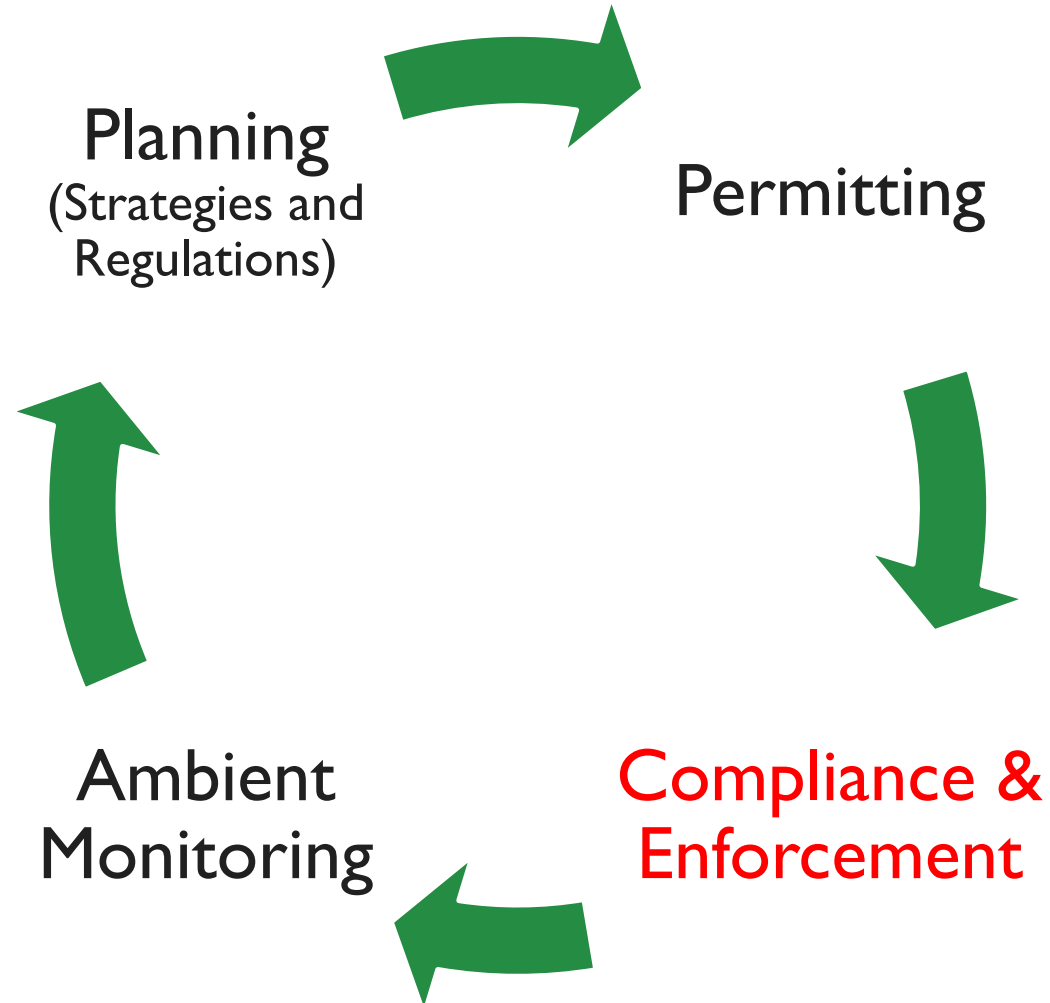 Planning
(Strategies and
Regulations)
Permitting
Compliance &
Enforcement
Ambient
Monitoring